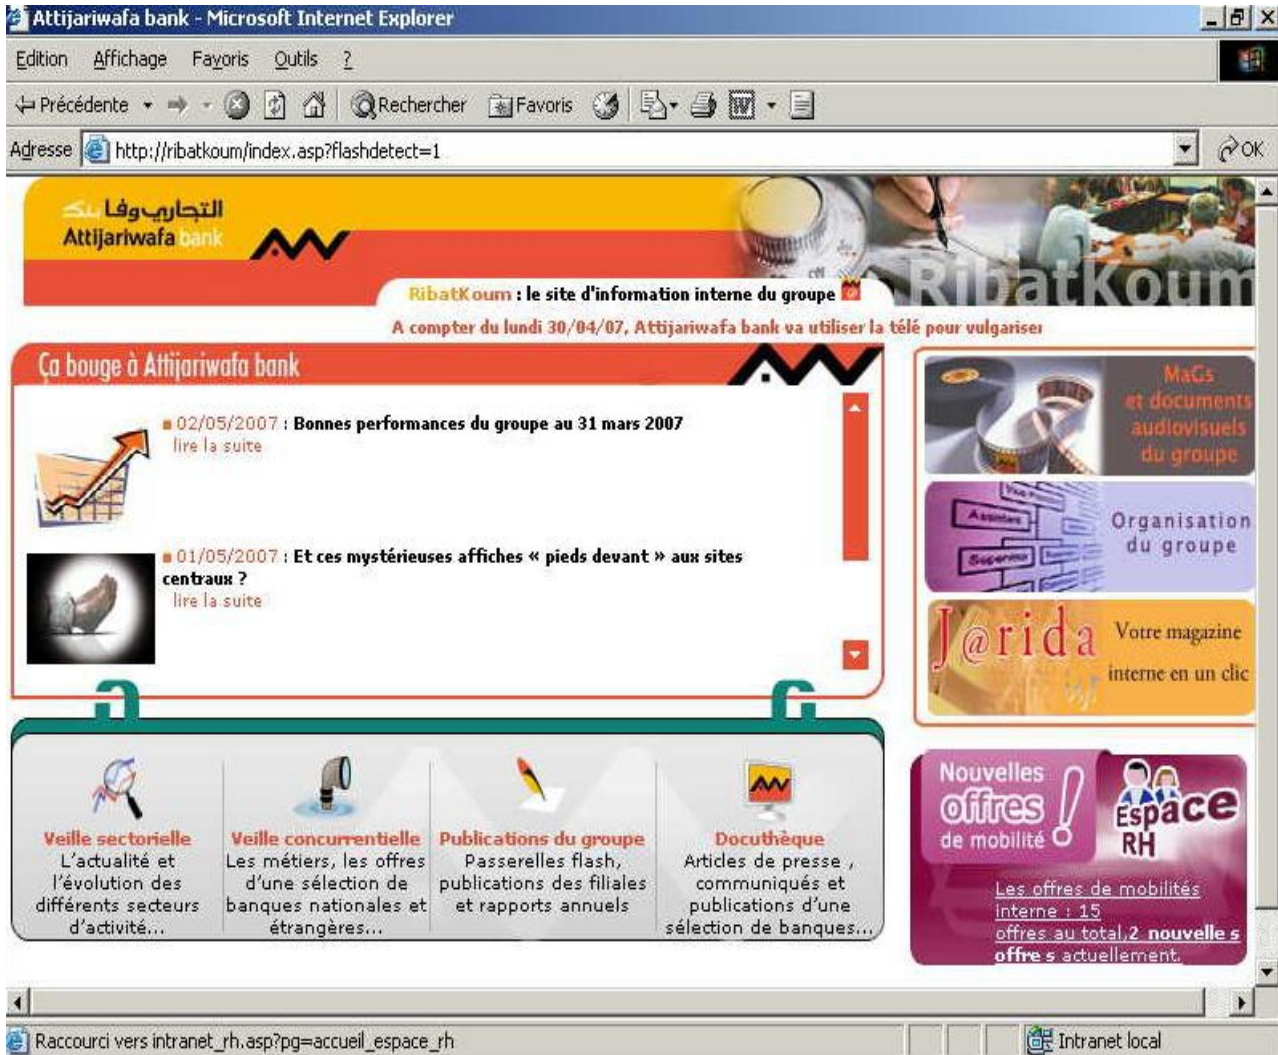 Attijariwafa bank - Microsoft Internet Explorer
Edition Affichage Favoris Outils ?
Précédente Rechercher Favoris
Adresse http://ribatkoum/index.asp?flashdetect=1 OK
التجاري وفا بنك
Attijariwafa bank
RibatKoum
RibatKoum : le site d'information interne du groupe
A compter du lundi 30/04/07, Attijariwafa bank va utiliser la télé pour vulgariser
Ça bouge à Attijariwafa bank
02/05/2007 : Bonnes performances du groupe au 31 mars 2007
lire la suite
01/05/2007 : Et ces mystérieuses affiches « pieds devant » aux sites
centraux ?
lire la suite
MaGs
et documents
audiovisuels
du groupe
Organisation
du groupe
J@rida
Votre magazine
interne en un clic
Veille sectorielle
L'actualité et
l'évolution des
différents secteurs
d'activité...
Veille concurrentielle
Les métiers, les offres
d'une sélection de
banques nationales et
étrangères...
Publications du groupe
Passerelles flash,
publications des filiales
et rapports annuels
Docuthèque
Articles de presse ,
communiqués et
publications d'une
sélection de banques...
Nouvelles
offres
de mobilité !
Espace
RH
Les offres de mobilités
interne : 15
offres au total,2 nouvelle s
offre s actuellement.
Raccourci vers intranet_rh.asp?pg=accueil_espace_rh Intranet local